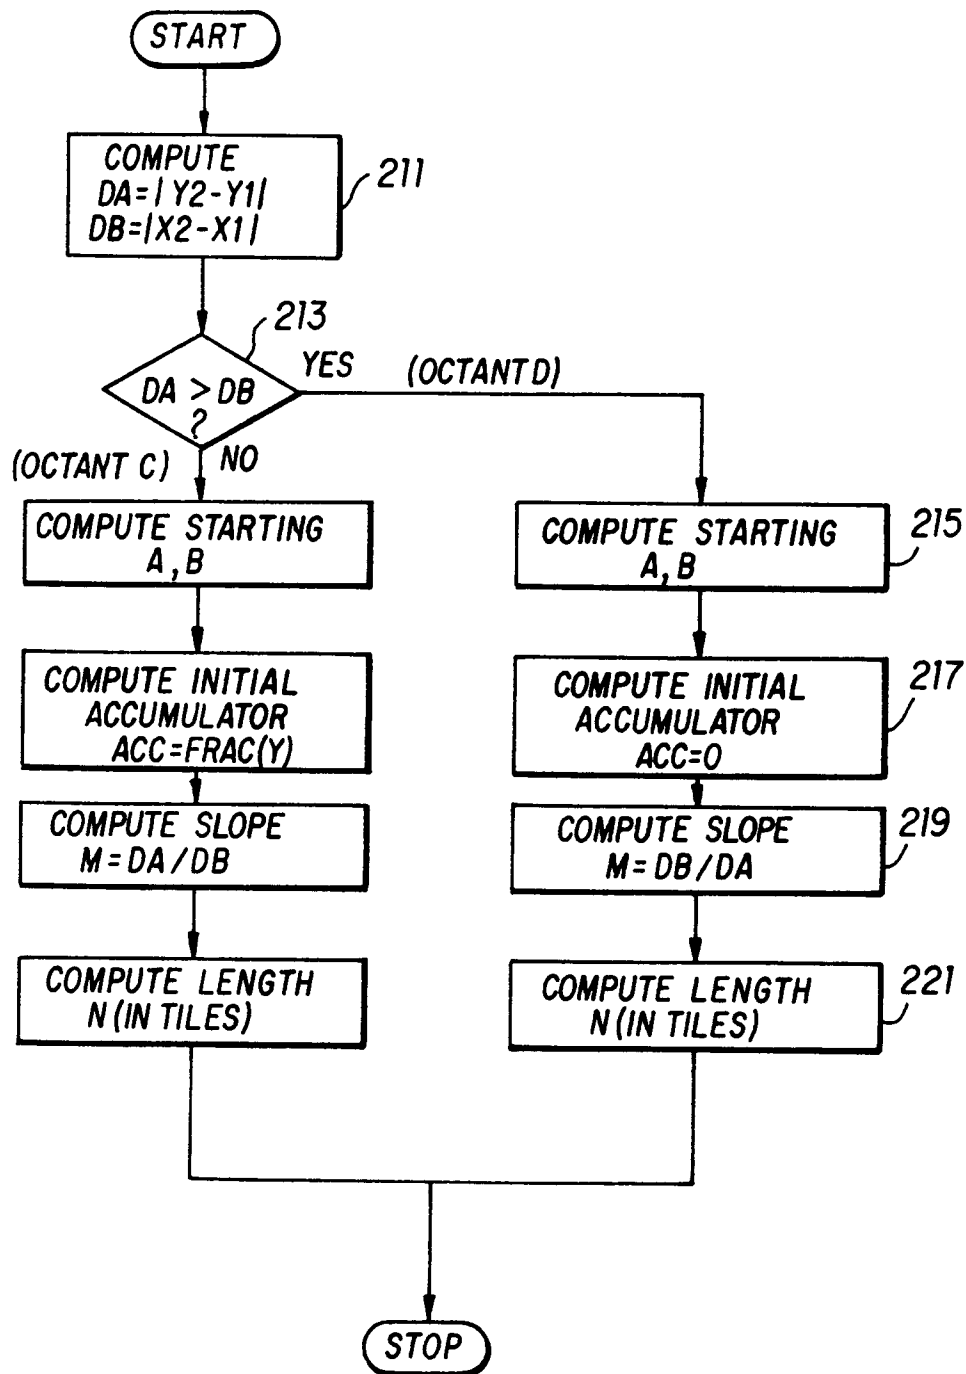 START
COMPUTE
DA=|Y2-Y1|
DB=|X2-X1|
211
213
DA > DB
?
YES
(OCTANT D)
(OCTANT C)
NO
COMPUTE STARTING
A,B
COMPUTE INITIAL
ACCUMULATOR
ACC=FRAC(Y)
COMPUTE SLOPE
M=DA/DB
COMPUTE LENGTH
N(IN TILES)
COMPUTE STARTING
A,B
215
COMPUTE INITIAL
ACCUMULATOR
ACC=0
217
COMPUTE SLOPE
M=DB/DA
219
COMPUTE LENGTH
N(IN TILES)
221
STOP